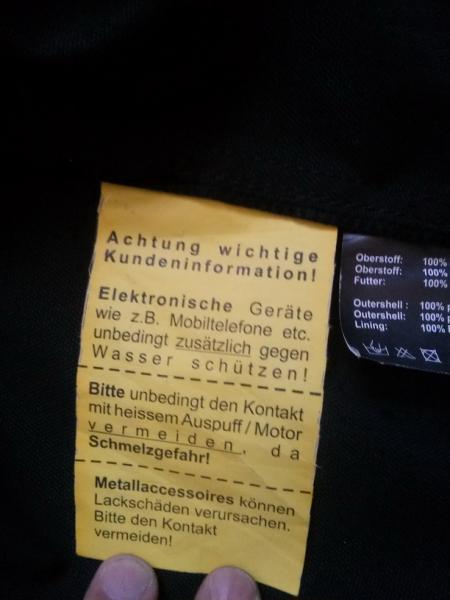 Achtung wichtige
Kundeninformation!
Elektronische Geräte
wie z.B. Mobiltelefone etc.
unbedingt zusätzlich gegen
Wasser schützen!
Bitte unbedingt den Kontakt
mit heissem Auspuff / Motor
vermeiden, da
Schmelzgefahr!
Metallaccessoires können
Lackschäden verursachen.
Bitte den Kontakt
vermeiden!
Oberstoff: 100%
Oberstoff: 100%
Futter: 100%
Outershell : 100%
Outershell: 100%
Lining: 100%